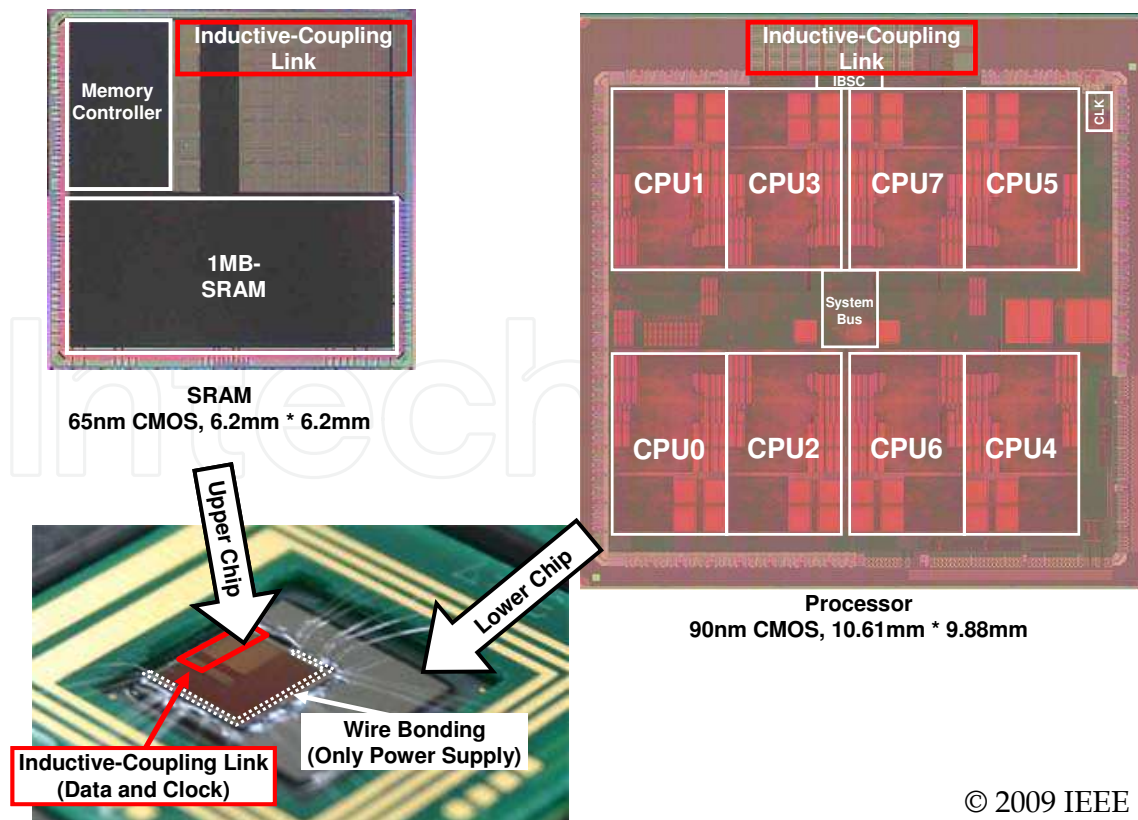 Inductive-Coupling
Link
Memory
Controller
1MB-
SRAM
SRAM
65nm CMOS, 6.2mm * 6.2mm
Inductive-Coupling
Link
IBSC
CLK
CPU1
CPU3
CPU7
CPU5
System
Bus
CPU0
CPU2
CPU6
CPU4
Processor
90nm CMOS, 10.61mm * 9.88mm
Intech
Upper Chip
Lower Chip
Wire Bonding
(Only Power Supply)
Inductive-Coupling Link
(Data and Clock)
© 2009 IEEE